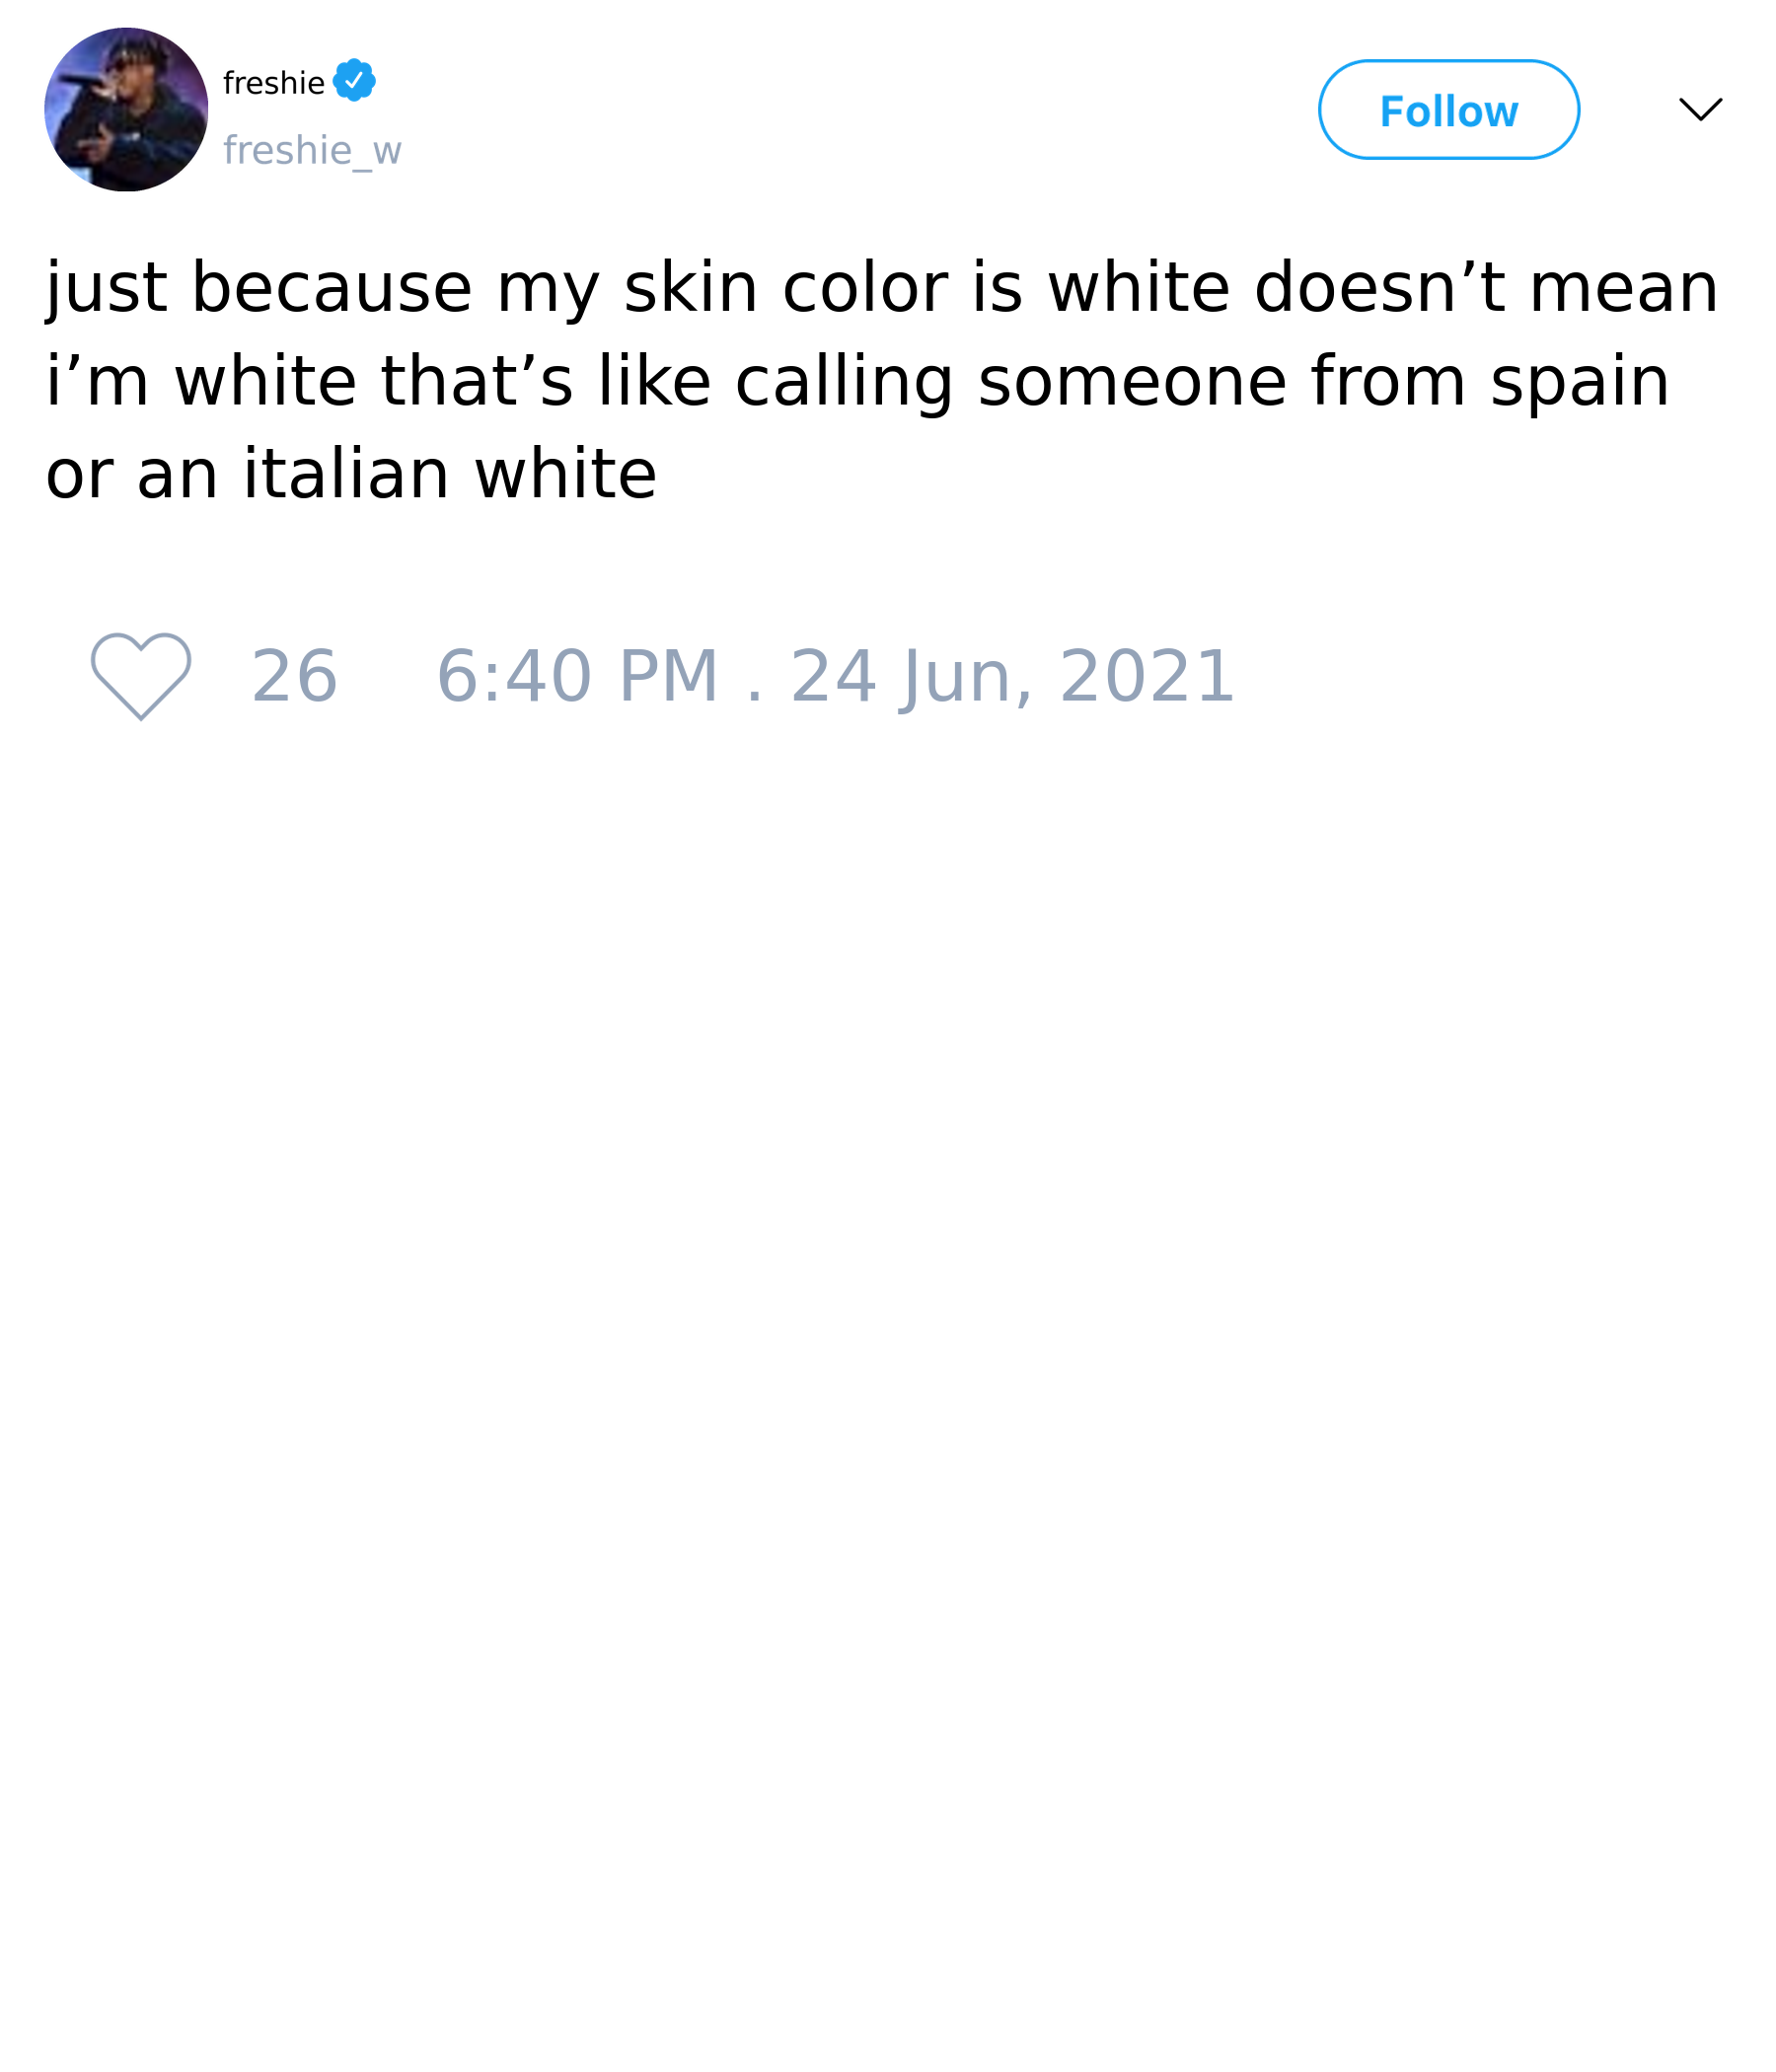 freshie
freshie_w
Follow
just because my skin color is white doesn’t mean
i’m white that’s like calling someone from spain
or an italian white
26 6:40 PM . 24 Jun, 2021